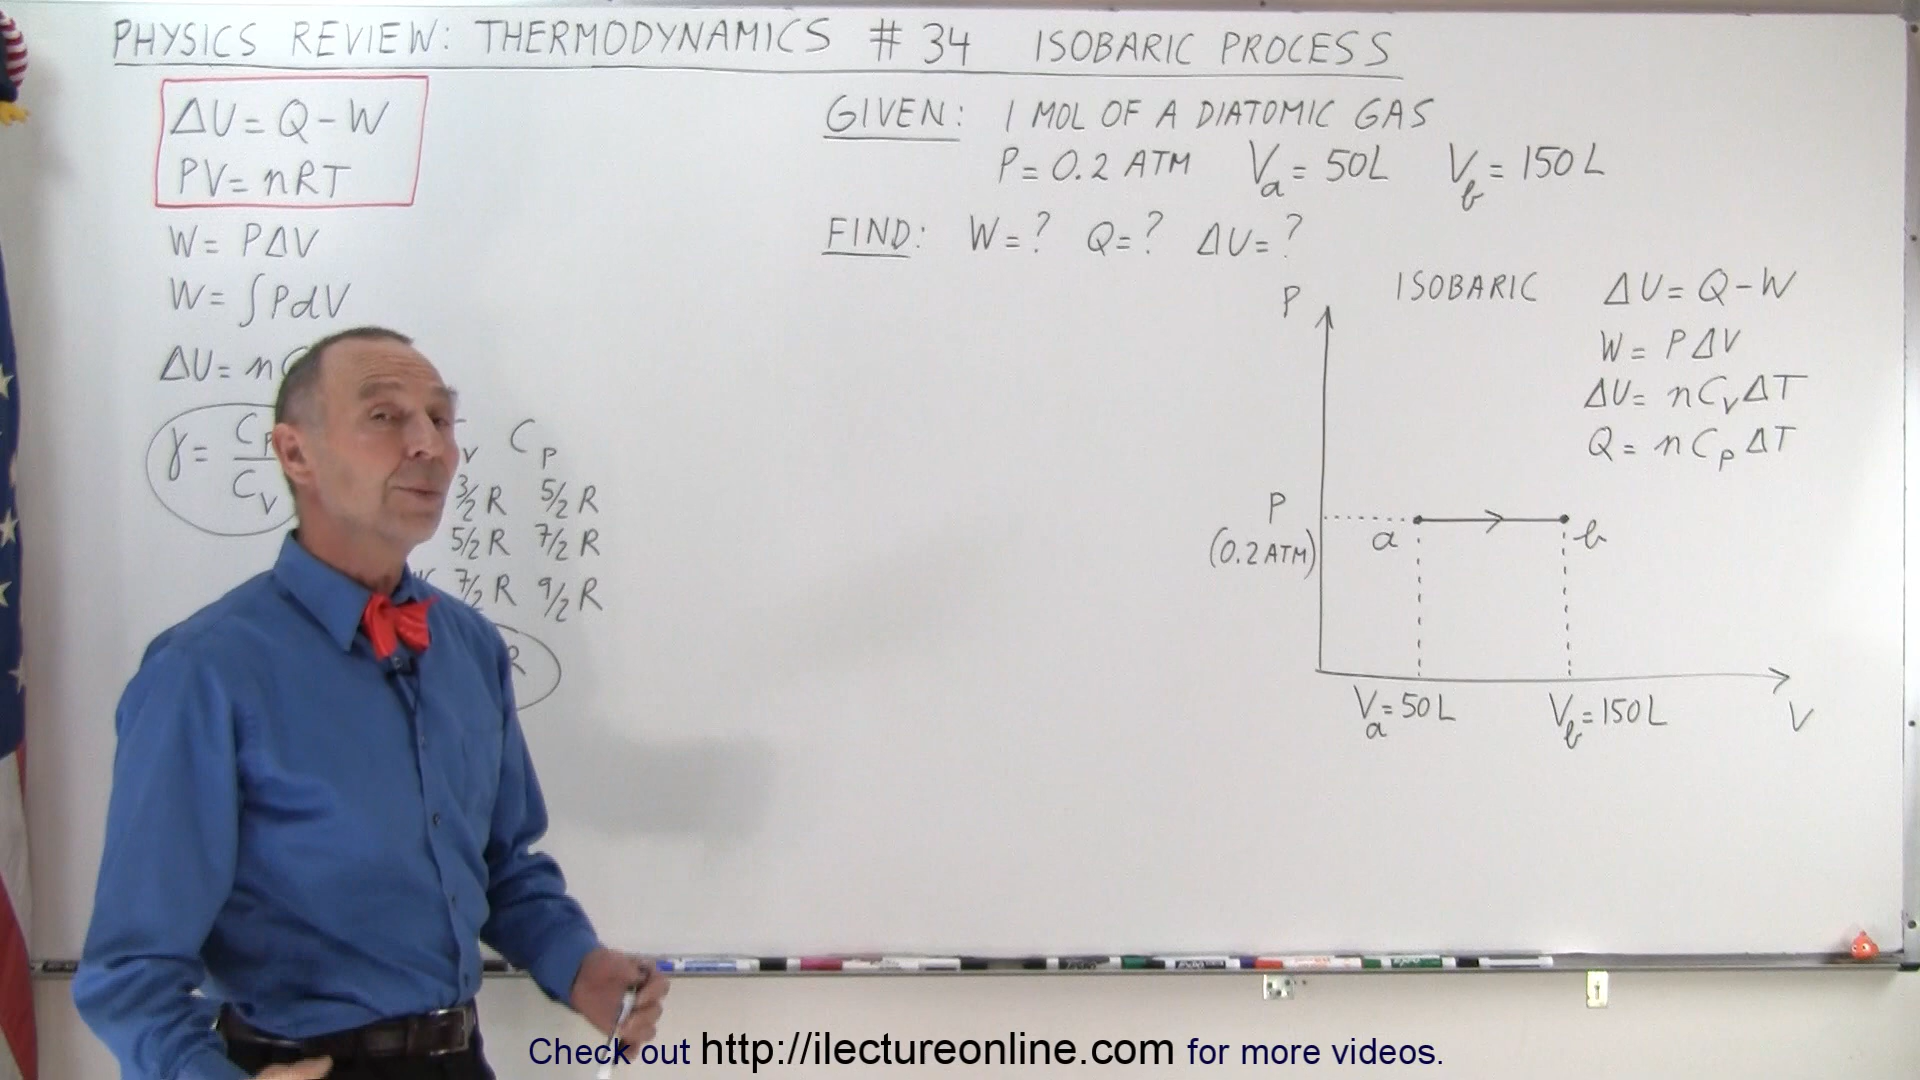 PHYSICS REVIEW: THERMODYNAMICS # 34 ISOBARIC PROCESS
ΔU = Q - W
PV = nRT
W = PΔV
W = ∫PdV
ΔU = n
γ = C_P / C_V
C_P
3/2 R 5/2 R
5/2 R 7/2 R
7/2 R 9/2 R
R
GIVEN: 1 MOL OF A DIATOMIC GAS
P = 0.2 ATM V_a = 50L V_b = 150L
FIND: W = ? Q = ? ΔU = ?
ISOBARIC ΔU = Q - W
W = PΔV
ΔU = nC_VΔT
Q = nC_PΔT
P
P
(0.2 ATM)
a
b
V_a = 50L V_b = 150L
V
Check out http://ilectureonline.com for more videos.